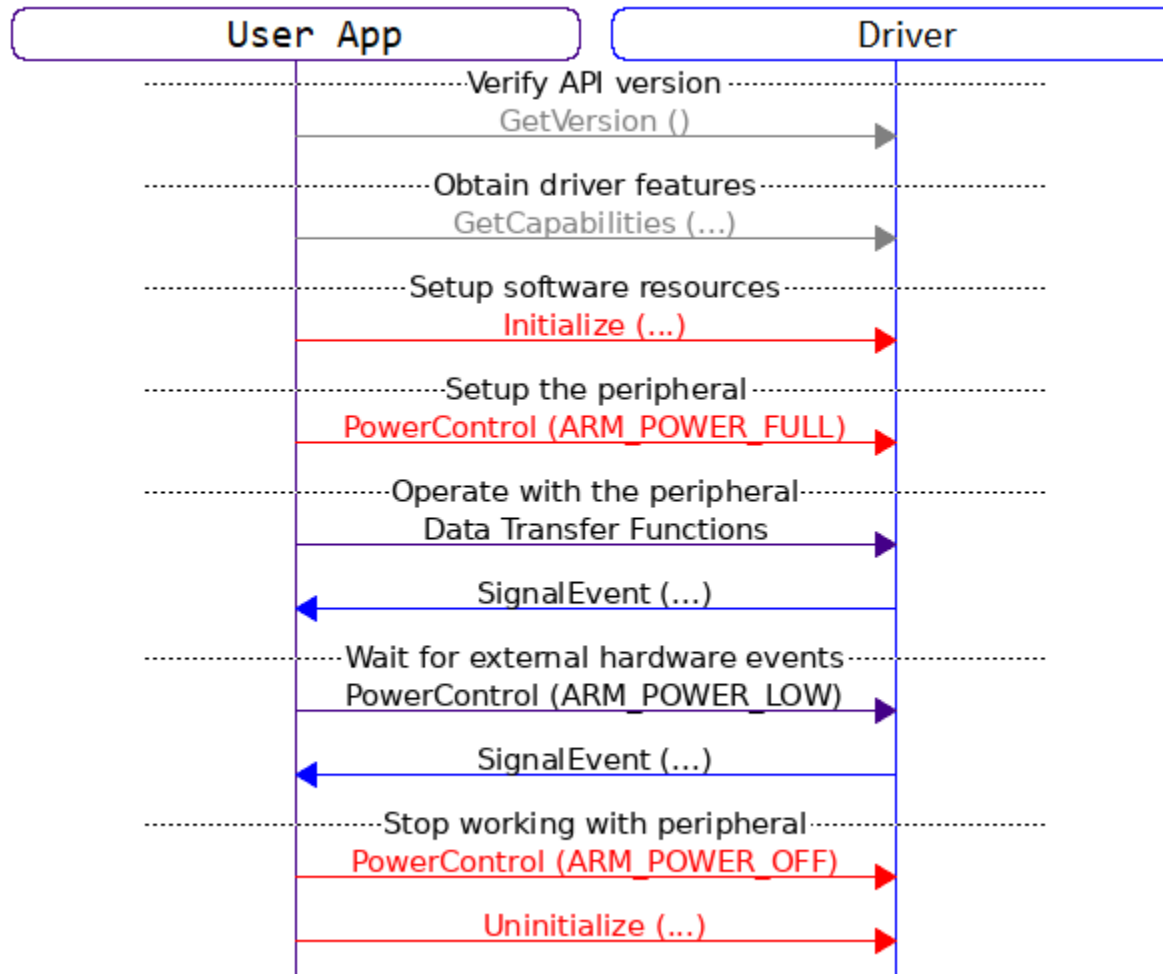 User App Driver
Verify API version
GetVersion ()
Obtain driver features
GetCapabilities (...)
Setup software resources
Initialize (...)
Setup the peripheral
PowerControl (ARM_POWER_FULL)
Operate with the peripheral
Data Transfer Functions
SignalEvent (...)
Wait for external hardware events
PowerControl (ARM_POWER_LOW)
SignalEvent (...)
Stop working with peripheral
PowerControl (ARM_POWER_OFF)
Uninitialize (...)